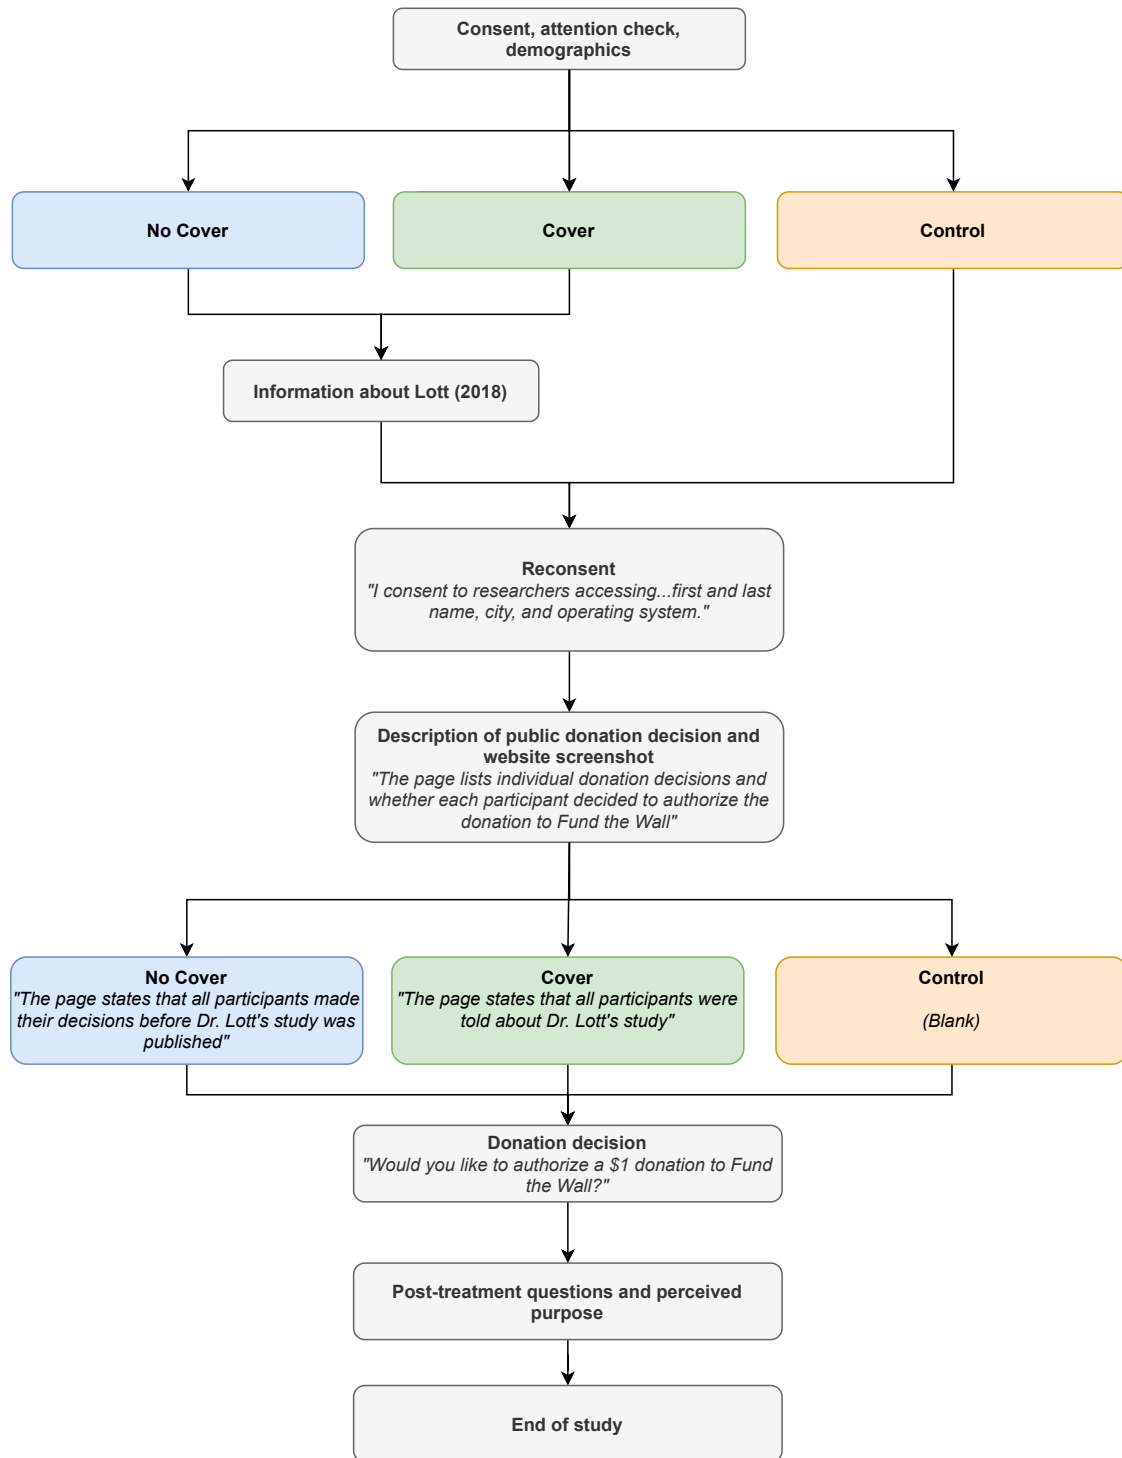 Consent, attention check,
demographics
No Cover
Cover
Control
Information about Lott (2018)
Reconsent
"I consent to researchers accessing...first and last
name, city, and operating system."
Description of public donation decision and
website screenshot
"The page lists individual donation decisions and
whether each participant decided to authorize the
donation to Fund the Wall"
No Cover
"The page states that all participants made
their decisions before Dr. Lott's study was
published"
Cover
"The page states that all participants were
told about Dr. Lott's study"
Control
(Blank)
Donation decision
"Would you like to authorize a $1 donation to Fund
the Wall?"
Post-treatment questions and perceived
purpose
End of study